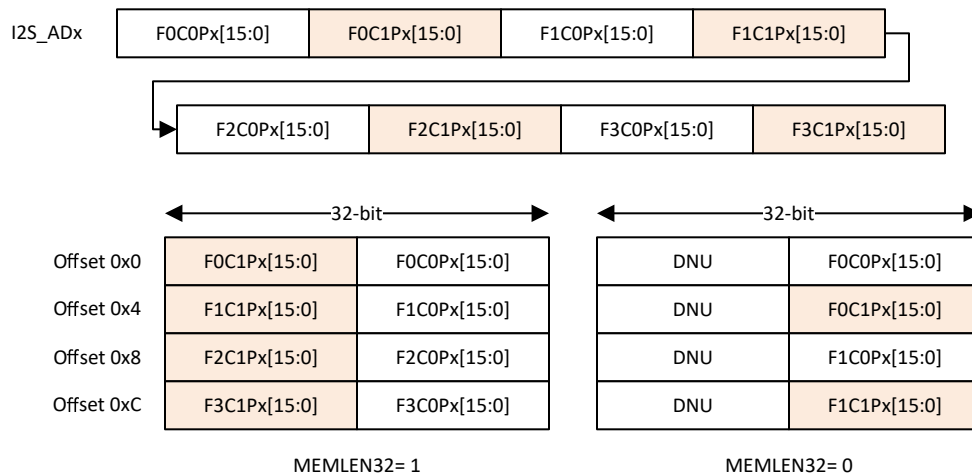 I2S_ADx F0C0Px[15:0] F0C1Px[15:0] F1C0Px[15:0] F1C1Px[15:0]
F2C0Px[15:0] F2C1Px[15:0] F3C0Px[15:0] F3C1Px[15:0]
32-bit 32-bit
Offset 0x0 F0C1Px[15:0] F0C0Px[15:0] DNU F0C0Px[15:0]
Offset 0x4 F1C1Px[15:0] F1C0Px[15:0] DNU F0C1Px[15:0]
Offset 0x8 F2C1Px[15:0] F2C0Px[15:0] DNU F1C0Px[15:0]
Offset 0xC F3C1Px[15:0] F3C0Px[15:0] DNU F1C1Px[15:0]
MEMLEN32= 1 MEMLEN32= 0